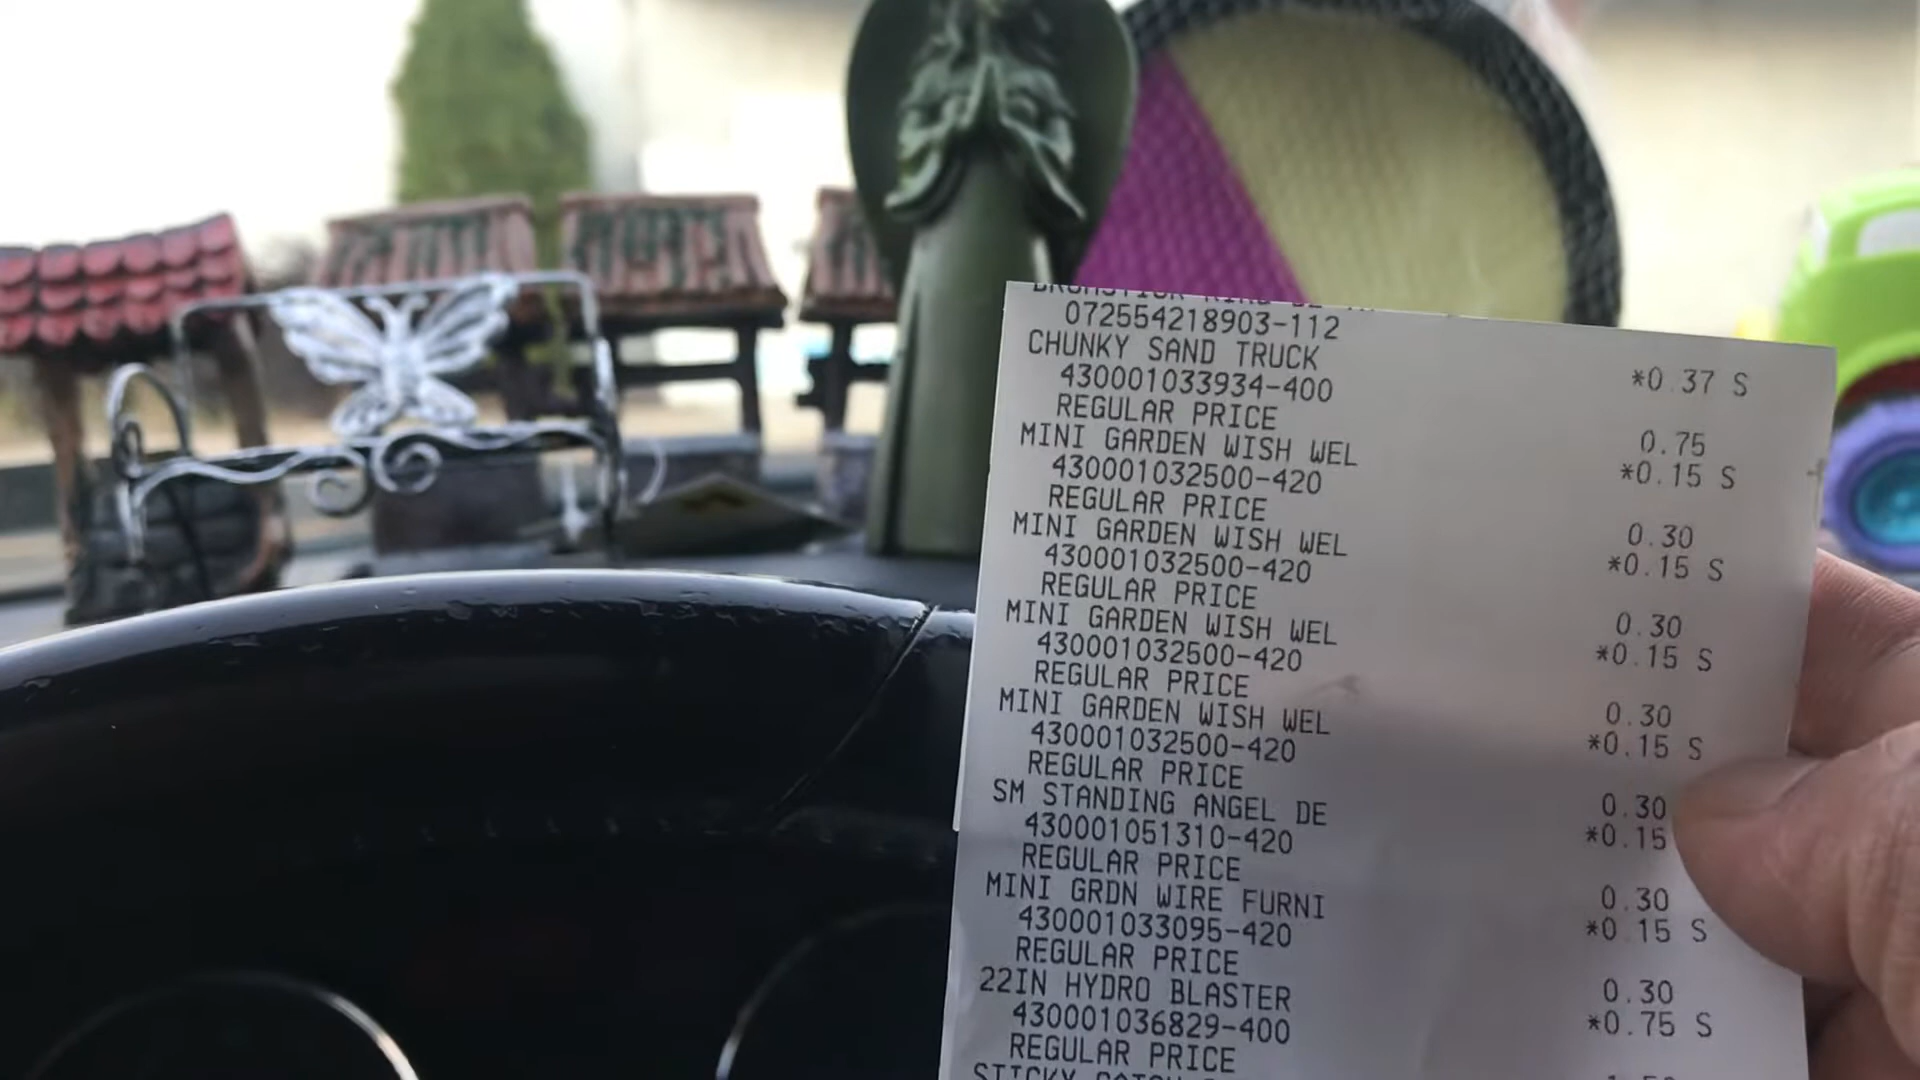 072554218903-112
CHUNKY SAND TRUCK *0.37 S
430001033934-400
REGULAR PRICE 0.75
MINI GARDEN WISH WEL *0.15 S
430001032500-420
REGULAR PRICE 0.30
MINI GARDEN WISH WEL *0.15 S
430001032500-420
REGULAR PRICE 0.30
MINI GARDEN WISH WEL *0.15 S
430001032500-420
REGULAR PRICE 0.30
MINI GARDEN WISH WEL *0.15 S
430001032500-420
REGULAR PRICE 0.30
SM STANDING ANGEL DE *0.15
430001051310-420
REGULAR PRICE 0.30
MINI GRDN WIRE FURNI *0.15 S
430001033095-420
REGULAR PRICE 0.30
22IN HYDRO BLASTER *0.75 S
430001036829-400
REGULAR PRICE